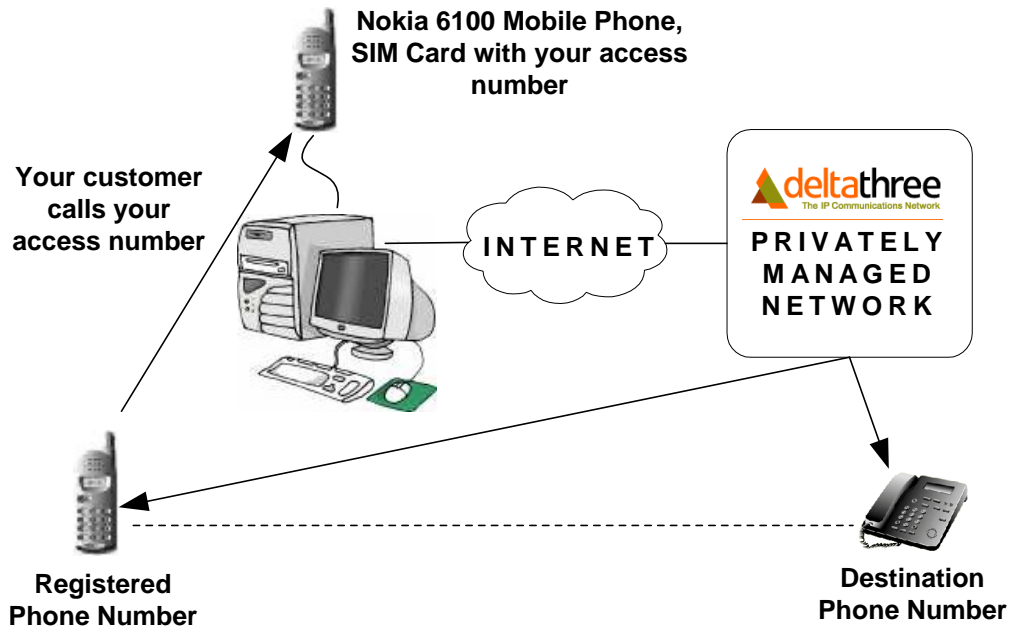 Nokia 6100 Mobile Phone,
SIM Card with your access
number
Your customer
calls your
access number
INTERNET
deltathree
The IP Communications Network
PRIVATELY
MANAGED
NETWORK
Registered
Phone Number
Destination
Phone Number